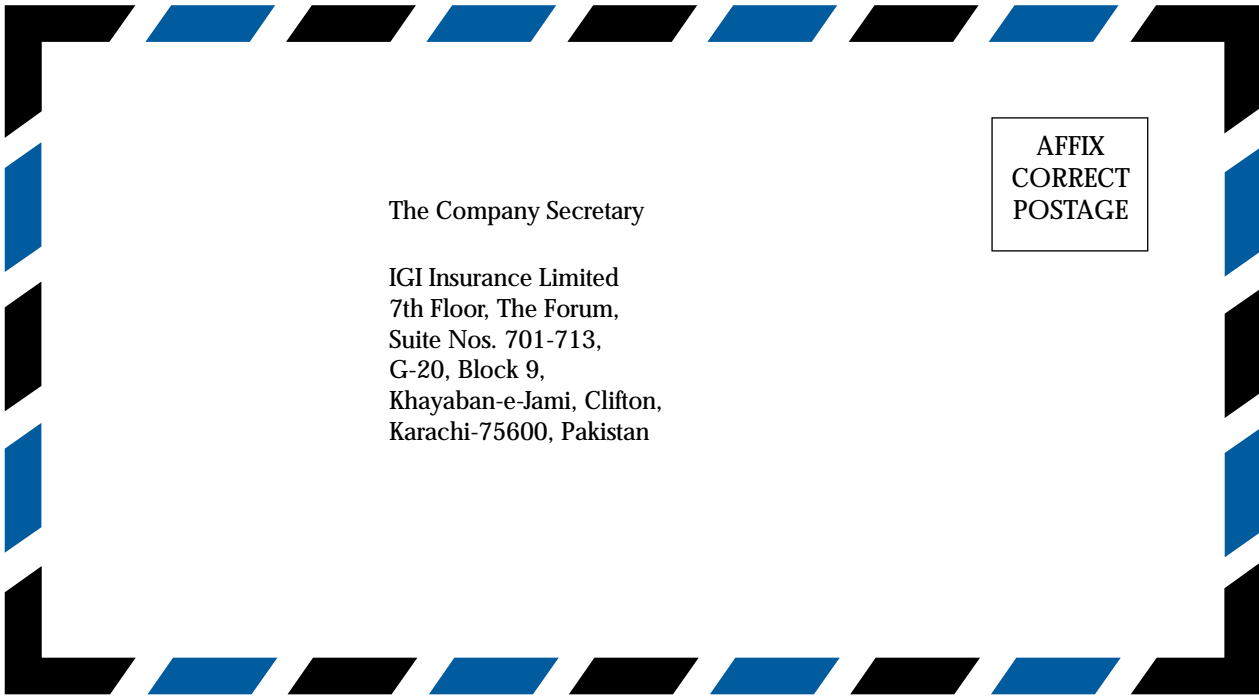 AFFIX
CORRECT
POSTAGE
The Company Secretary
IGI Insurance Limited
7th Floor, The Forum,
Suite Nos. 701-713,
G-20, Block 9,
Khayaban-e-Jami, Clifton,
Karachi-75600, Pakistan